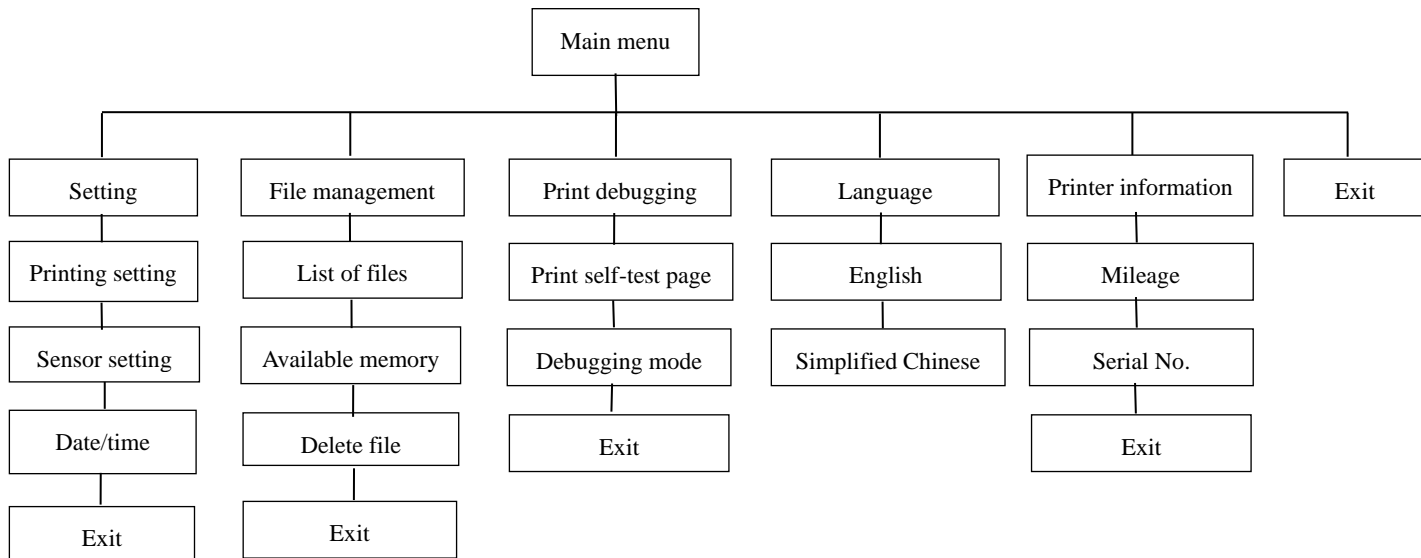 Main menu
Setting
File management
Print debugging
Language
Printer information
Exit
Printing setting
List of files
Print self-test page
English
Mileage
Sensor setting
Available memory
Debugging mode
Simplified Chinese
Serial No.
Date/time
Delete file
Exit
Exit
Exit
Exit